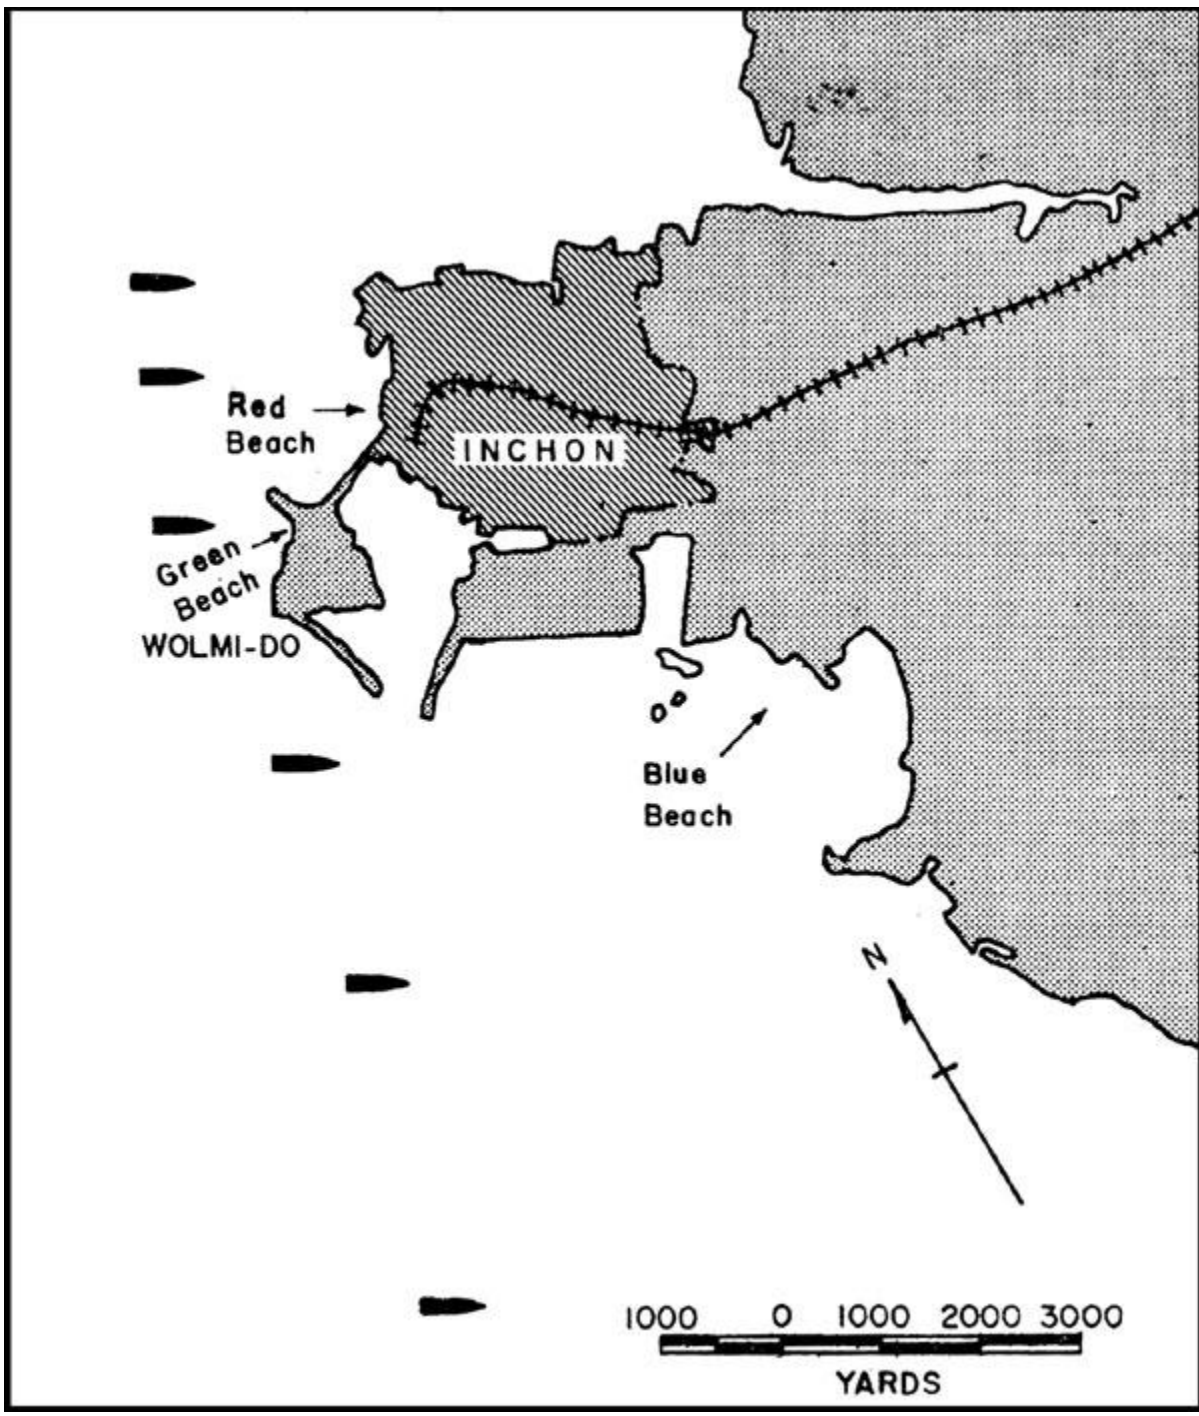 Red
Beach
INCHON
Green
Beach
WOLMI-DO
Blue
Beach
N
1000 0 1000 2000 3000
YARDS